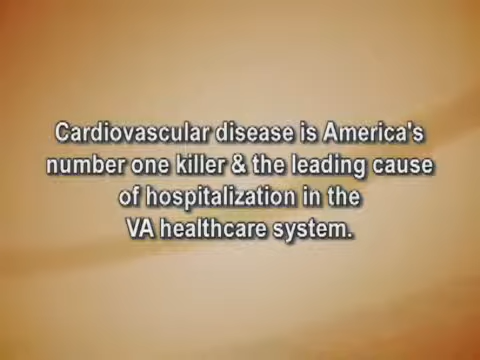 Cardiovascular disease is America's
number one killer & the leading cause
of hospitalization in the
VA healthcare system.